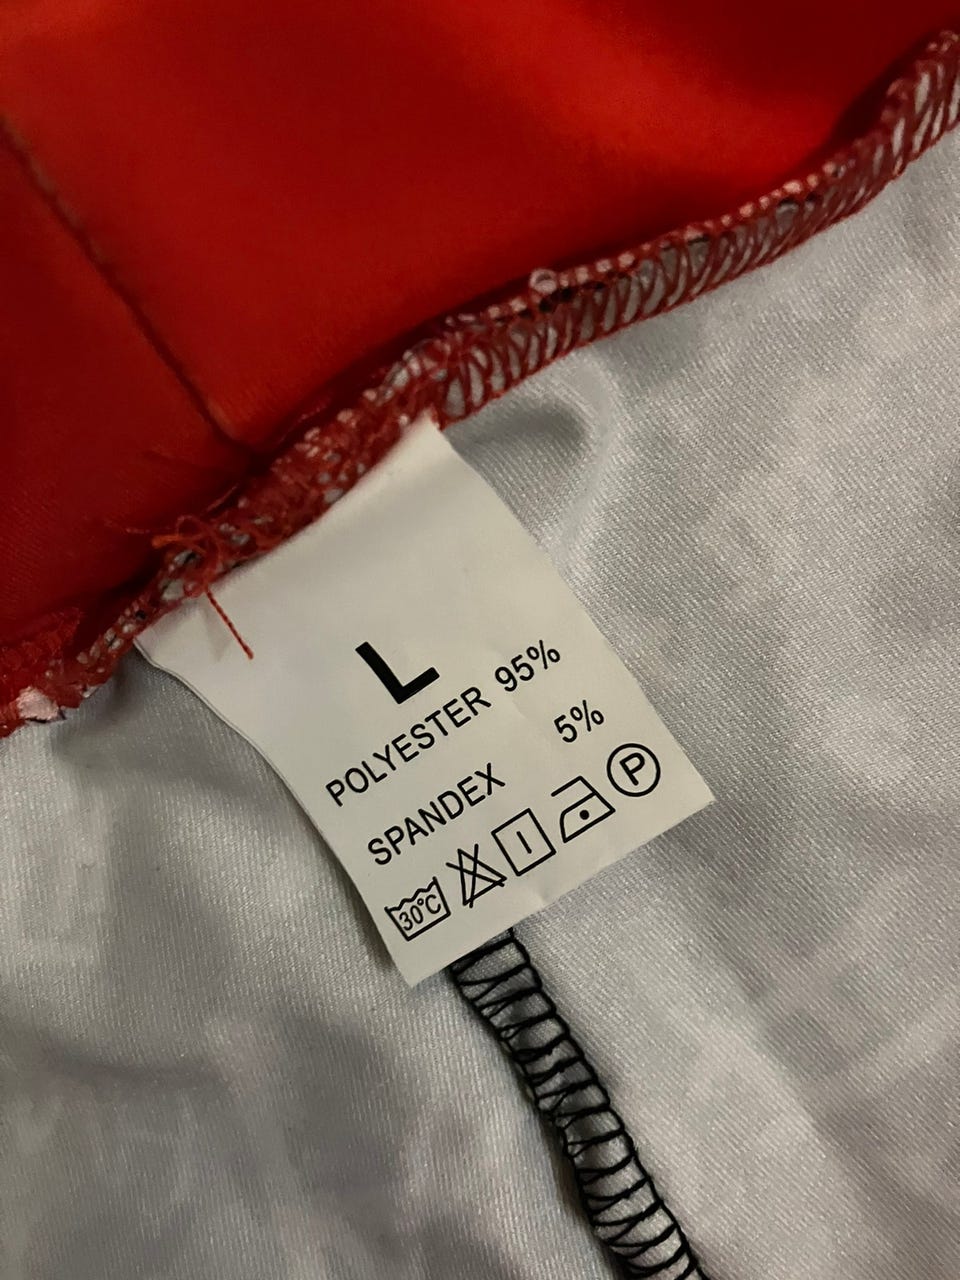 L
POLYESTER 95%
SPANDEX 5%
30°C P